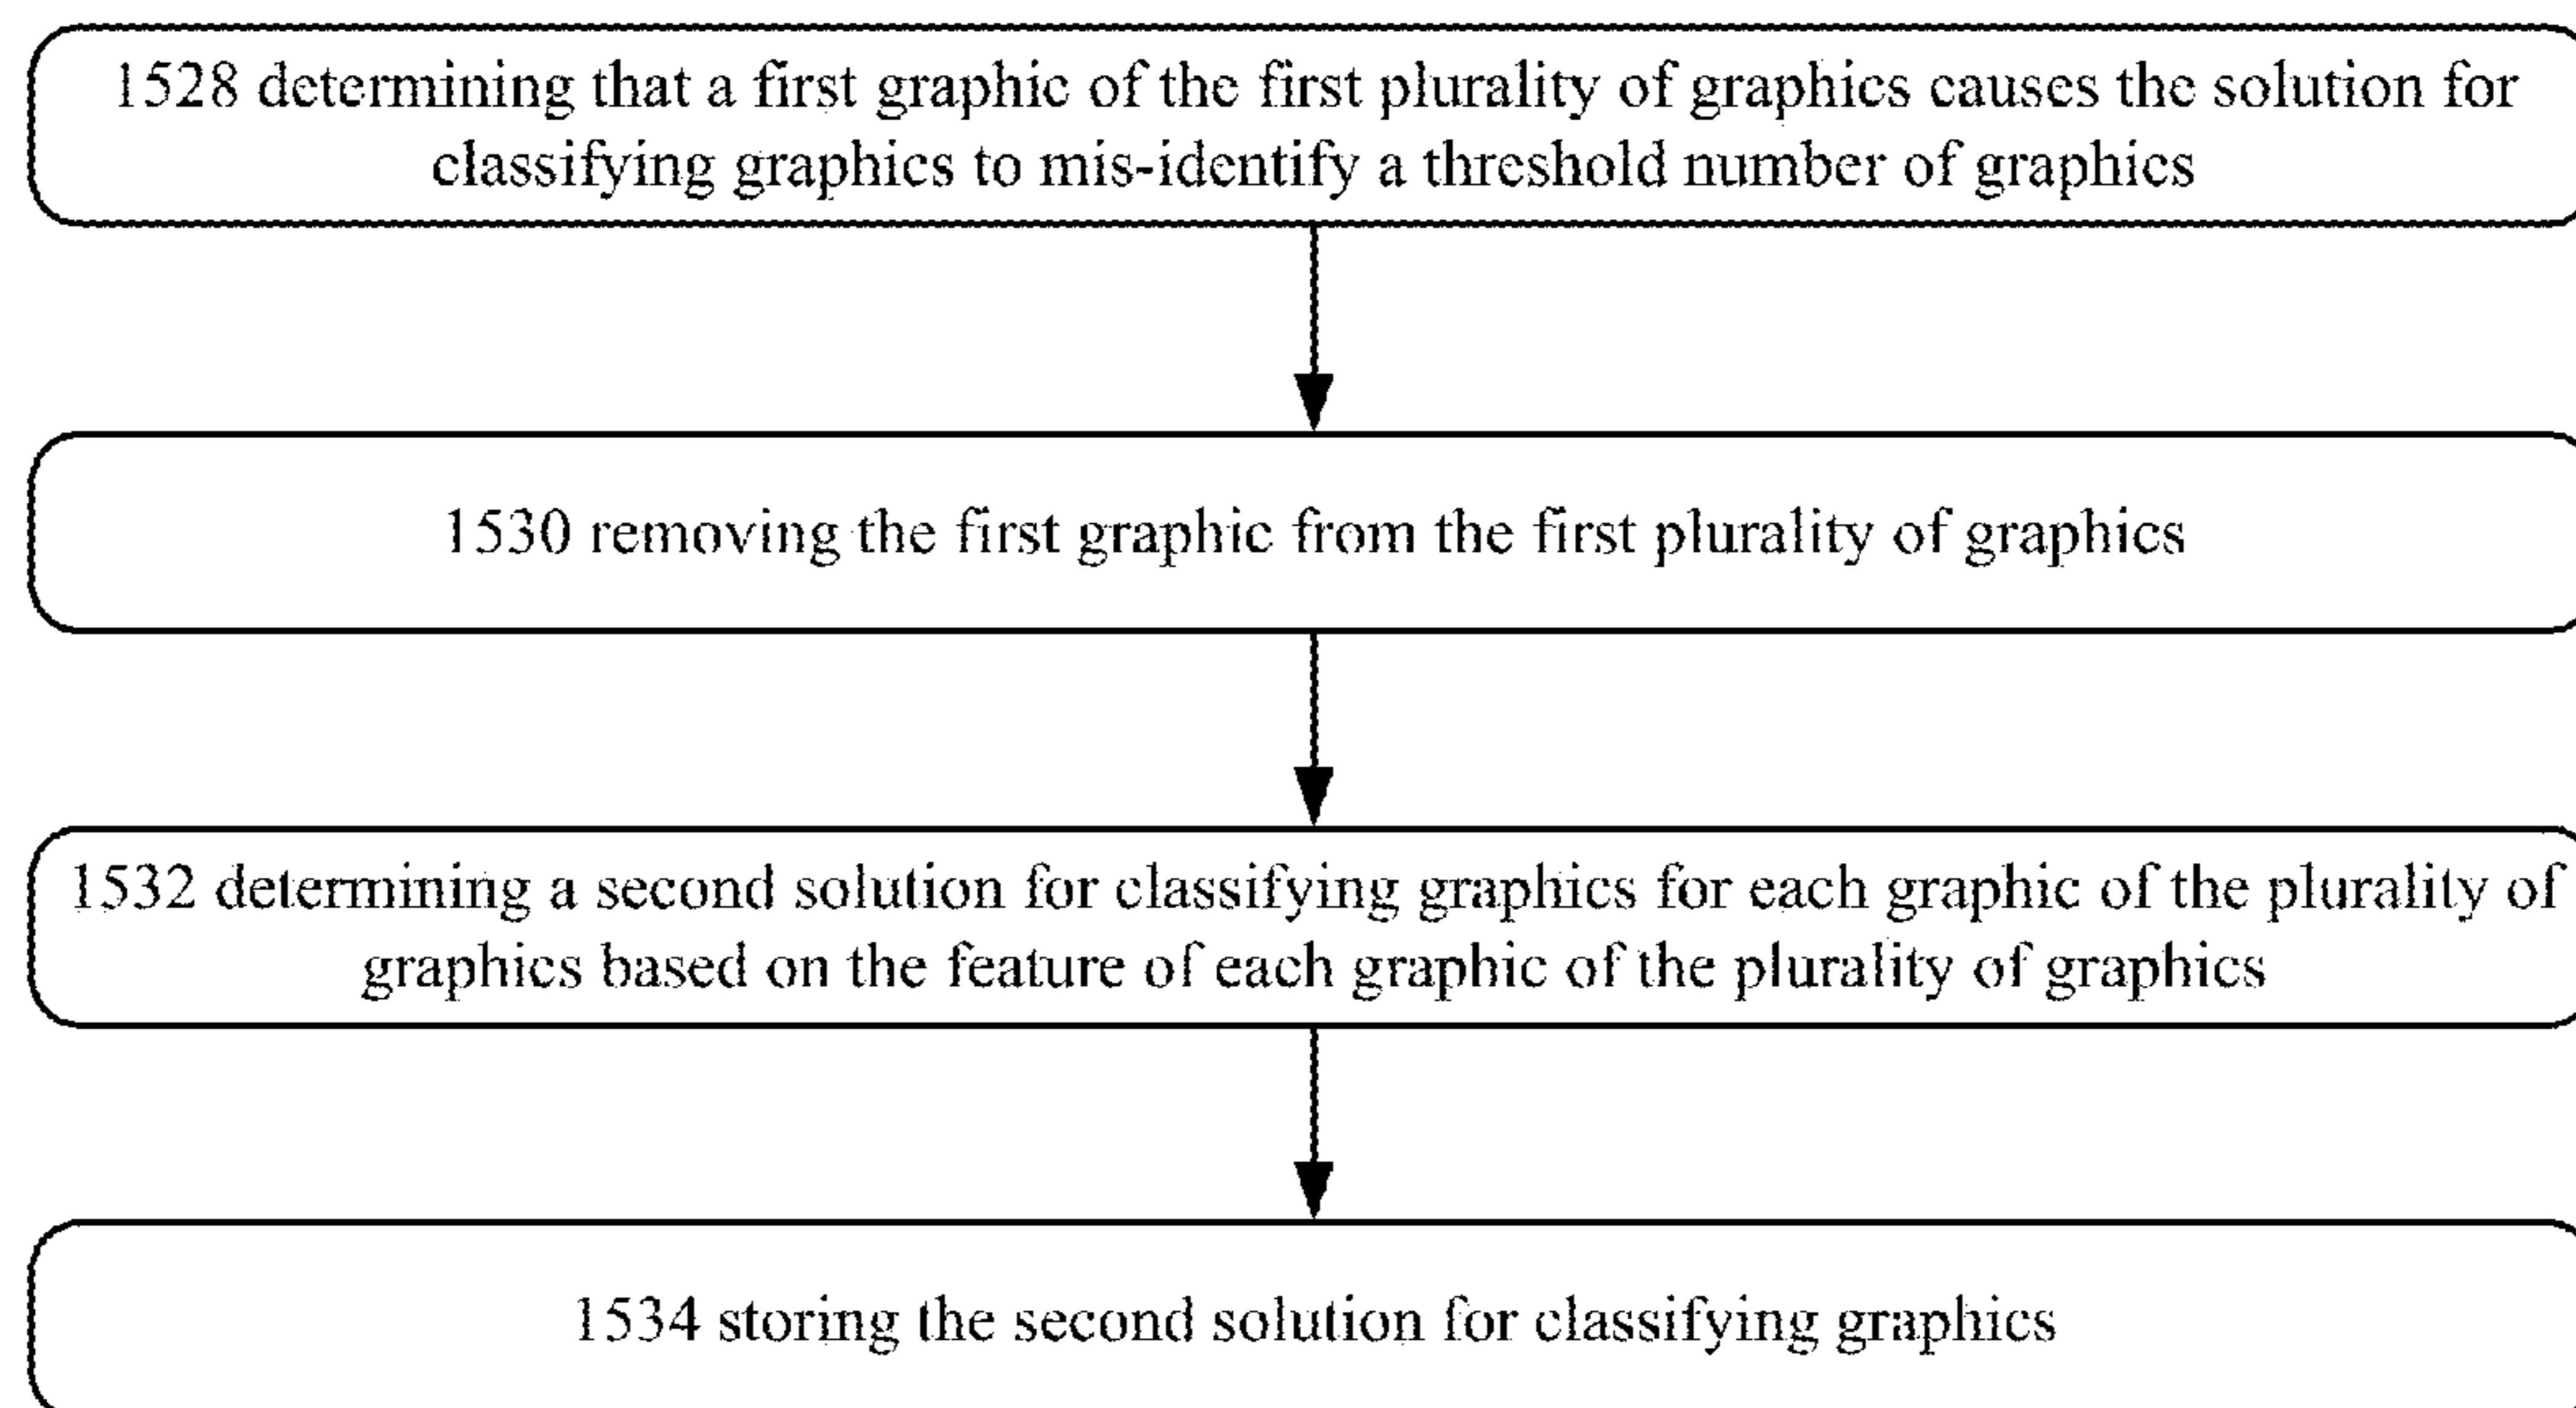 1528 determining that a first graphic of the first plurality of graphics causes the solution for
classifying graphics to mis-identify a threshold number of graphics
1530 removing the first graphic from the first plurality of graphics
1532 determining a second solution for classifying graphics for each graphic of the plurality of
graphics based on the feature of each graphic of the plurality of graphics
1534 storing the second solution for classifying graphics